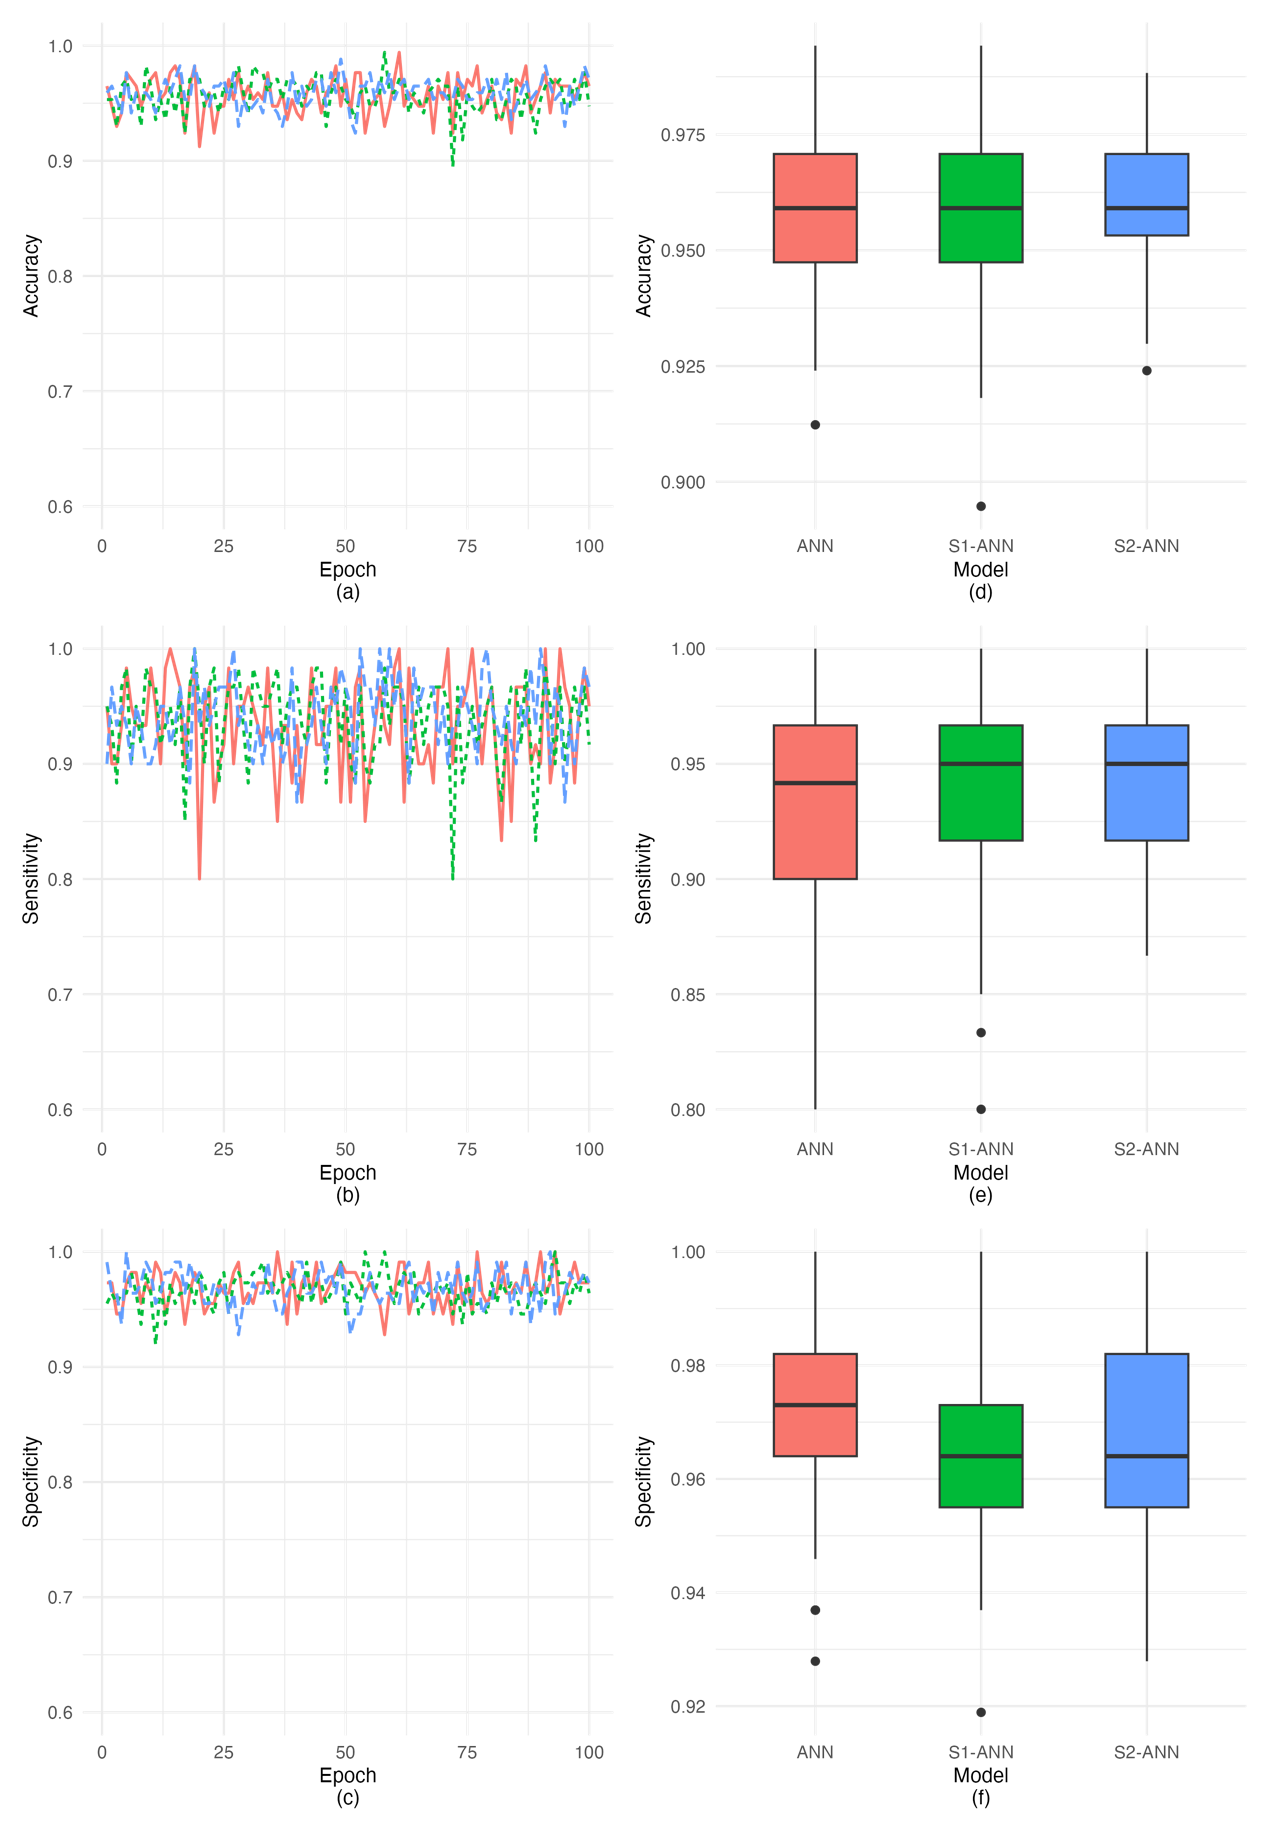 1.0
0.9
0.8
0.7
0.6
Accuracy
0 25 50 75 100
Epoch
(a)
0.975
0.950
0.925
0.900
Accuracy
ANN S1-ANN S2-ANN
Model
(d)
1.0
0.9
0.8
0.7
0.6
Sensitivity
0 25 50 75 100
Epoch
(b)
1.00
0.95
0.90
0.85
0.80
Sensitivity
ANN S1-ANN S2-ANN
Model
(e)
1.0
0.9
0.8
0.7
0.6
Specificity
0 25 50 75 100
Epoch
(c)
1.00
0.98
0.96
0.94
0.92
Specificity
ANN S1-ANN S2-ANN
Model
(f)